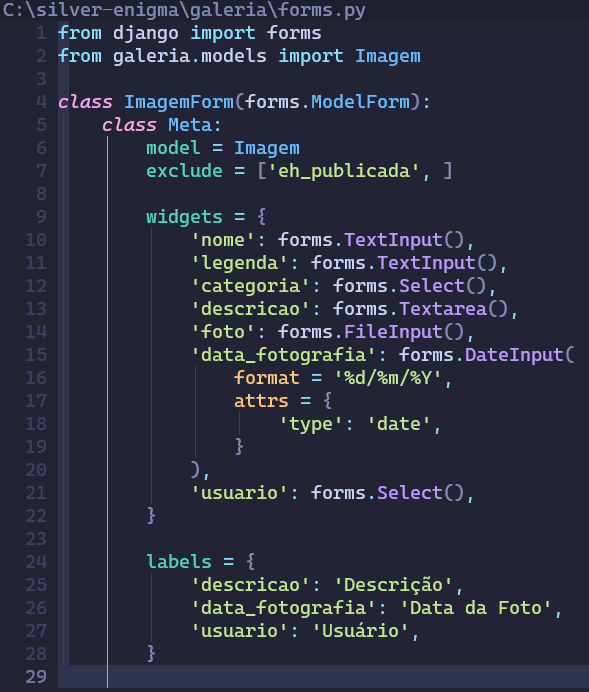 C:\silver-enigma\galeria\forms.py
1 from django import forms
2 from galeria.models import Imagem
3
4 class ImagemForm(forms.ModelForm):
5     class Meta:
6         model = Imagem
7         exclude = ['eh_publicada', ]
8
9         widgets = {
10             'nome': forms.TextInput(),
11             'legenda': forms.TextInput(),
12             'categoria': forms.Select(),
13             'descricao': forms.Textarea(),
14             'foto': forms.FileInput(),
15             'data_fotografia': forms.DateInput(
16                 format = '%d/%m/%Y',
17                 attrs = {
18                     'type': 'date',
19                 }
20             ),
21             'usuario': forms.Select(),
22         }
23
24         labels = {
25             'descricao': 'Descrição',
26             'data_fotografia': 'Data da Foto',
27             'usuario': 'Usuário',
28         }
29